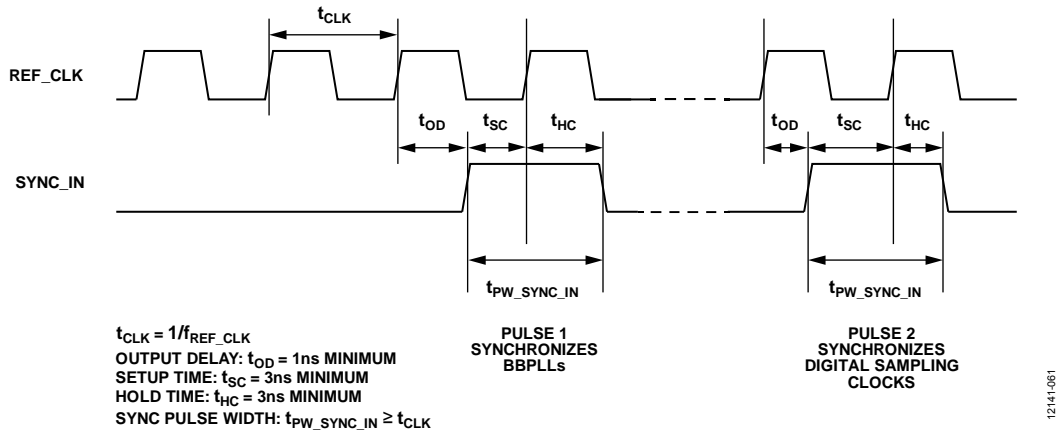 tCLK
REF_CLK
tOD tSC tHC tOD tSC tHC
SYNC_IN
tPW_SYNC_IN tPW_SYNC_IN
tCLK = 1/fREF_CLK
OUTPUT DELAY: tOD = 1ns MINIMUM
SETUP TIME: tSC = 3ns MINIMUM
HOLD TIME: tHC = 3ns MINIMUM
SYNC PULSE WIDTH: tPW_SYNC_IN ≥ tCLK
PULSE 1
SYNCHRONIZES
BBPLLs
PULSE 2
SYNCHRONIZES
DIGITAL SAMPLING
CLOCKS
12141-061